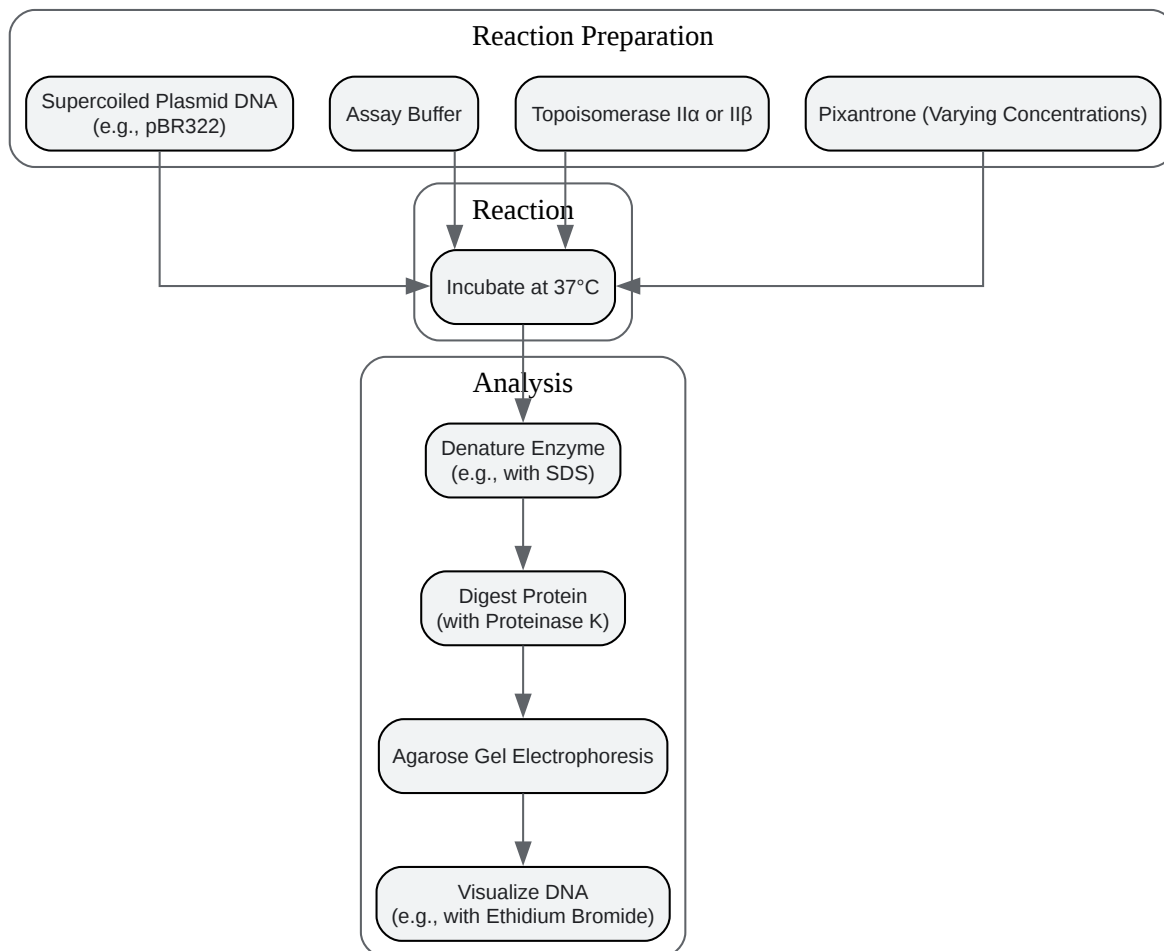 Reaction Preparation
Supercoiled Plasmid DNA
(e.g., pBR322)
Assay Buffer
Topoisomerase IIα or IIβ
Pixantrone (Varying Concentrations)
Reaction
Incubate at 37°C
Analysis
Denature Enzyme
(e.g., with SDS)
Digest Protein
(with Proteinase K)
Agarose Gel Electrophoresis
Visualize DNA
(e.g., with Ethidium Bromide)